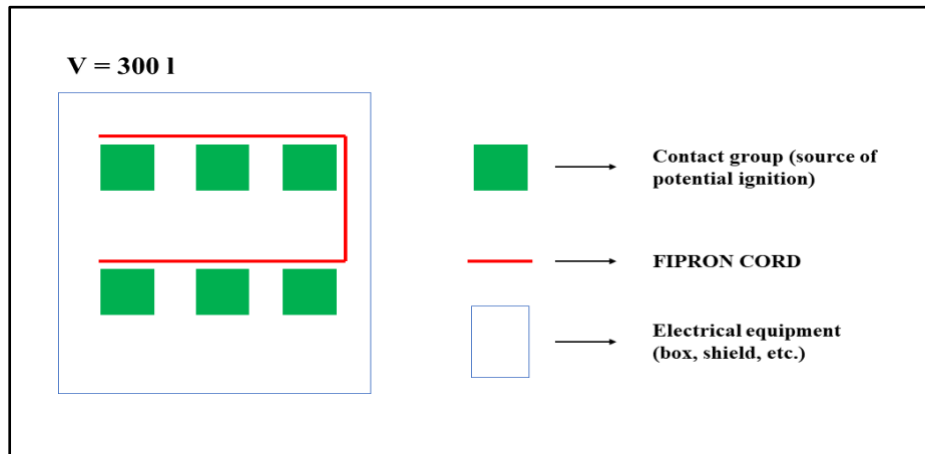 V = 300 l
Contact group (source of
potential ignition)
FIPRON CORD
Electrical equipment
(box, shield, etc.)